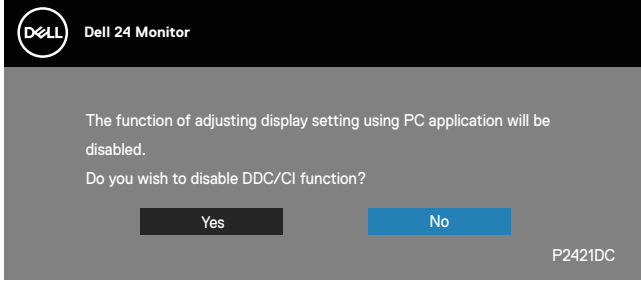 DELL
Dell 24 Monitor
The function of adjusting display setting using PC application will be
disabled.
Do you wish to disable DDC/CI function?
Yes No
P2421DC